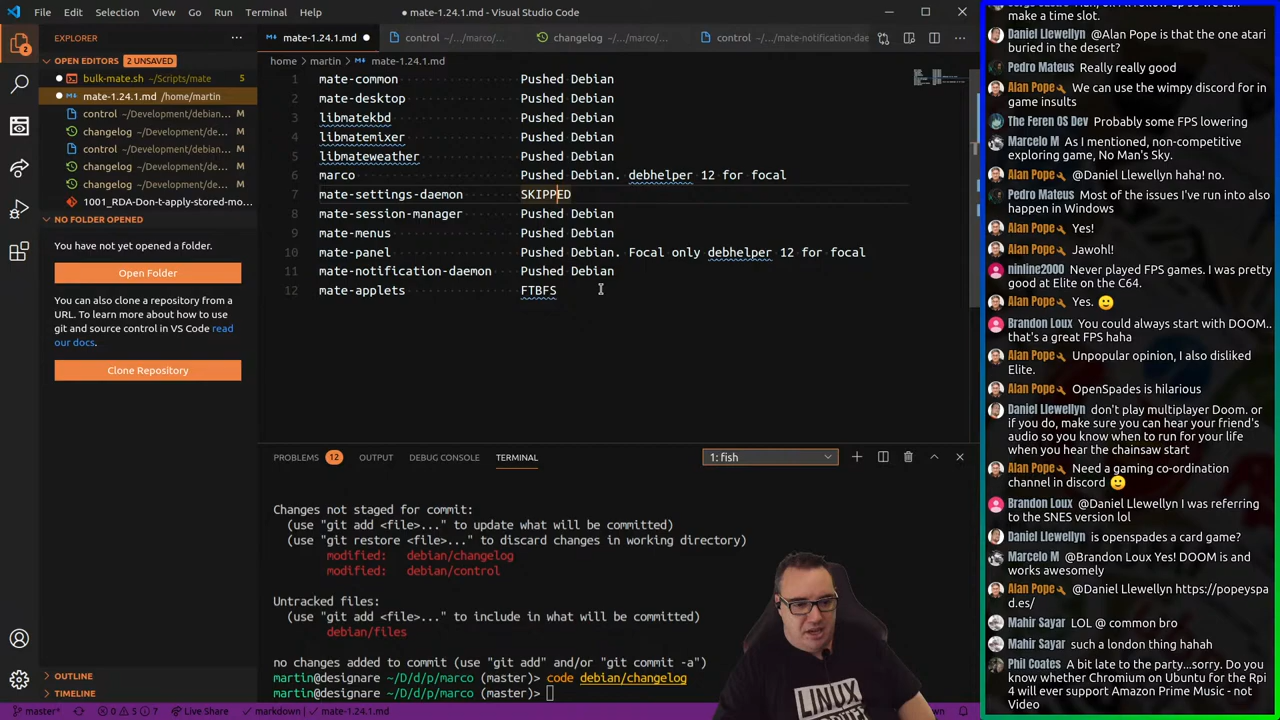 File Edit Selection View Go Run Terminal Help
● mate-1.24.1.md - Visual Studio Code
EXPLORER
OPEN EDITORS 2 UNSAVED
bulk-mate.sh ~/Scripts/mate 5
mate-1.24.1.md /home/martin
control ~/Development/debian... M
changelog ~/Development/de... M
control ~/Development/debian... M
changelog ~/Development/de... M
changelog ~/Development/de... M
1001_RDA-Don-t-apply-stored-mo...
NO FOLDER OPENED
You have not yet opened a folder.
Open Folder
You can also clone a repository from a
URL. To learn more about how to use
git and source control in VS Code read
our docs.
Clone Repository
OUTLINE
TIMELINE
mate-1.24.1.md
control ~/.../marco/
changelog ~/.../marco/...
control ~/.../mate-notification-dae
home › martin › mate-1.24.1.md
1 mate-common Pushed Debian
2 mate-desktop Pushed Debian
3 libmatekbd Pushed Debian
4 libmatemixer Pushed Debian
5 libmateweather Pushed Debian
6 marco Pushed Debian. debhelper 12 for focal
7 mate-settings-daemon SKIPPED
8 mate-session-manager Pushed Debian
9 mate-menus Pushed Debian
10 mate-panel Pushed Debian. Focal only debhelper 12 for focal
11 mate-notification-daemon Pushed Debian
12 mate-applets FTBFS
PROBLEMS 12 OUTPUT DEBUG CONSOLE TERMINAL 1: fish
Changes not staged for commit:
(use "git add <file>..." to update what will be committed)
(use "git restore <file>..." to discard changes in working directory)
modified: debian/changelog
modified: debian/control
Untracked files:
(use "git add <file>..." to include in what will be committed)
debian/files
no changes added to commit (use "git add" and/or "git commit -a")
martin@designare ~/D/d/p/marco (master)> code debian/changelog
martin@designare ~/D/d/p/marco (master)>
LINUX
master* 0 5 7 Live Share markdown mate-1.24.1.md
make a time slot.
Daniel Llewellyn @Alan Pope is that the one atari
buried in the desert?
Pedro Mateus Really really good
Alan Pope We can use the wimpy discord for in
game insults
The Feren OS Dev Probably some FPS lowering
Marcelo M As I mentioned, non-competitive
exploring game, No Man's Sky.
Alan Pope @Daniel Llewellyn haha! no.
Pedro Mateus Most of the issues I've run into also
happen in Windows
Alan Pope Yes!
Alan Pope Jawohl!
ninline2000 Never played FPS games. I was pretty
good at Elite on the C64.
Alan Pope Yes. 🙂
Brandon Loux You could always start with DOOM..
that's a great FPS haha
Alan Pope Unpopular opinion, I also disliked
Elite.
Alan Pope OpenSpades is hilarious
Daniel Llewellyn don't play multiplayer Doom. or
if you do, make sure you can hear your friend's
audio so you know when to run for your life
when you hear the chainsaw start
Alan Pope Need a gaming co-ordination
channel in discord 🙂
Brandon Loux @Daniel Llewellyn I was referring
to the SNES version lol
Daniel Llewellyn is openspades a card game?
Marcelo M @Brandon Loux Yes! DOOM is and
works awesomely
Alan Pope @Daniel Llewellyn https://popeyspa
d.es/
Mahir Sayar LOL @ common bro
Mahir Sayar such a london thing hahah
Phil Coates A bit late to the party...sorry. Do you
know whether Chromium on Ubuntu for the Rpi
4 will ever support Amazon Prime Music - not
Video